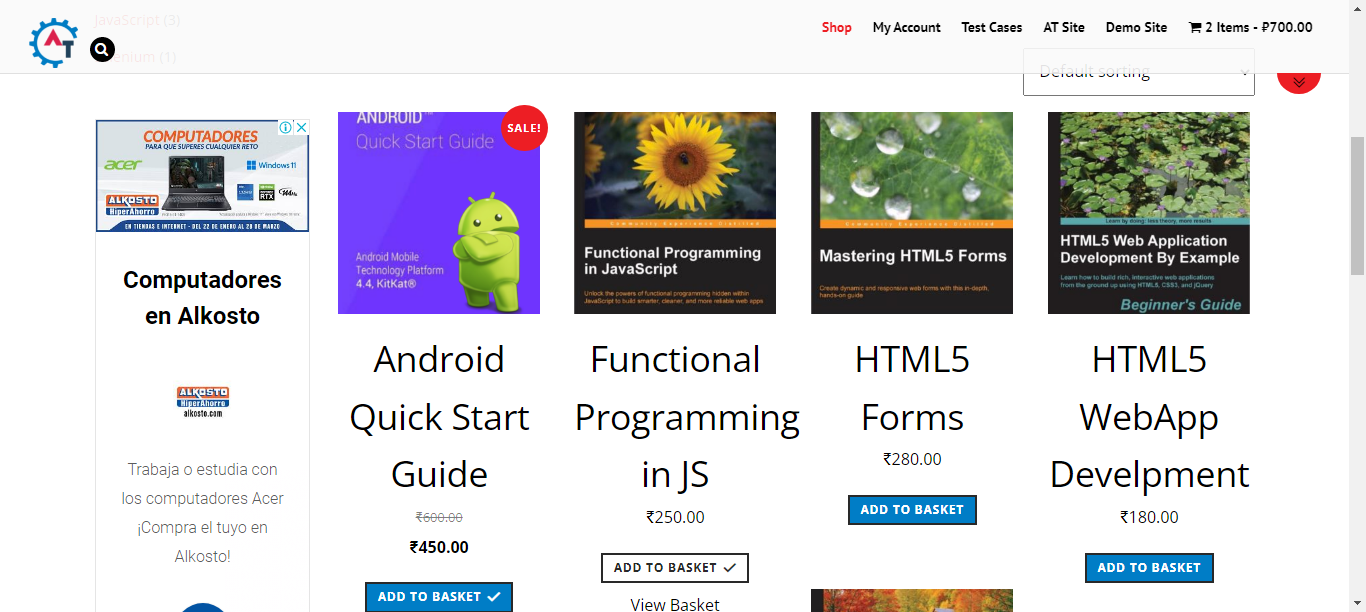 JavaScript (3)
enium (1)
AT
Shop
My Account
Test Cases
AT Site
Demo Site
2 Items - ₽700.00
Default sorting
COMPUTADORES
PARA QUE SUPERES CUALQUIER RETO
acer
Windows 11
RTX
ALKOSTO
HiperAhorro
EN TIENDAS E INTERNET - DEL 22 DE ENERO AL 28 DE MARZO
Computadores
en Alkosto
ALKOSTO
HiperAhorro
alkosto.com
Trabaja o estudia con
los computadores Acer
¡Compra el tuyo en
Alkosto!
SALE!
ANDROID™
Quick Start Guide
Android Mobile
Technology Platform
4.4, KitKat®
Android
Quick Start
Guide
₹600.00
₹450.00
ADD TO BASKET
Community Experience Distilled
Functional Programming
in JavaScript
Unlock the powers of functional programming hidden within
JavaScript to build smarter, cleaner, and more reliable web apps
Functional
Programming
in JS
₹250.00
ADD TO BASKET
View Basket
Community Experience Distilled
Mastering HTML5 Forms
Create dynamic and responsive web forms with this in-depth,
hands-on guide
HTML5
Forms
₹280.00
ADD TO BASKET
Learn by doing: less theory, more results
HTML5 Web Application
Development By Example
Learn how to build rich, interactive web applications
from the ground up using HTML5, CSS3, and jQuery
Beginner's Guide
HTML5
WebApp
Develpment
₹180.00
ADD TO BASKET